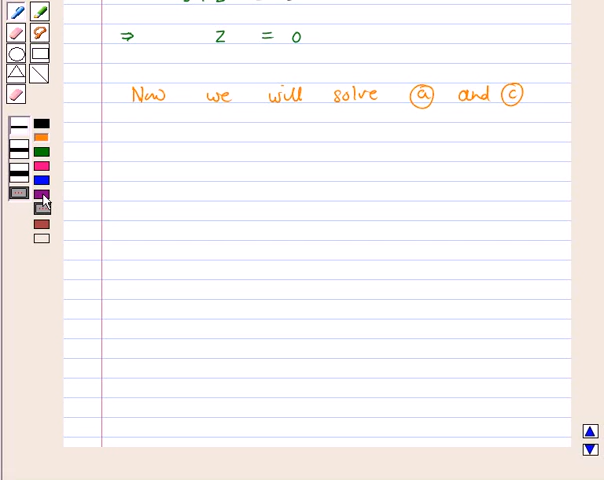 ⇒ z = 0
Now we will solve ⓐ and ⓒ